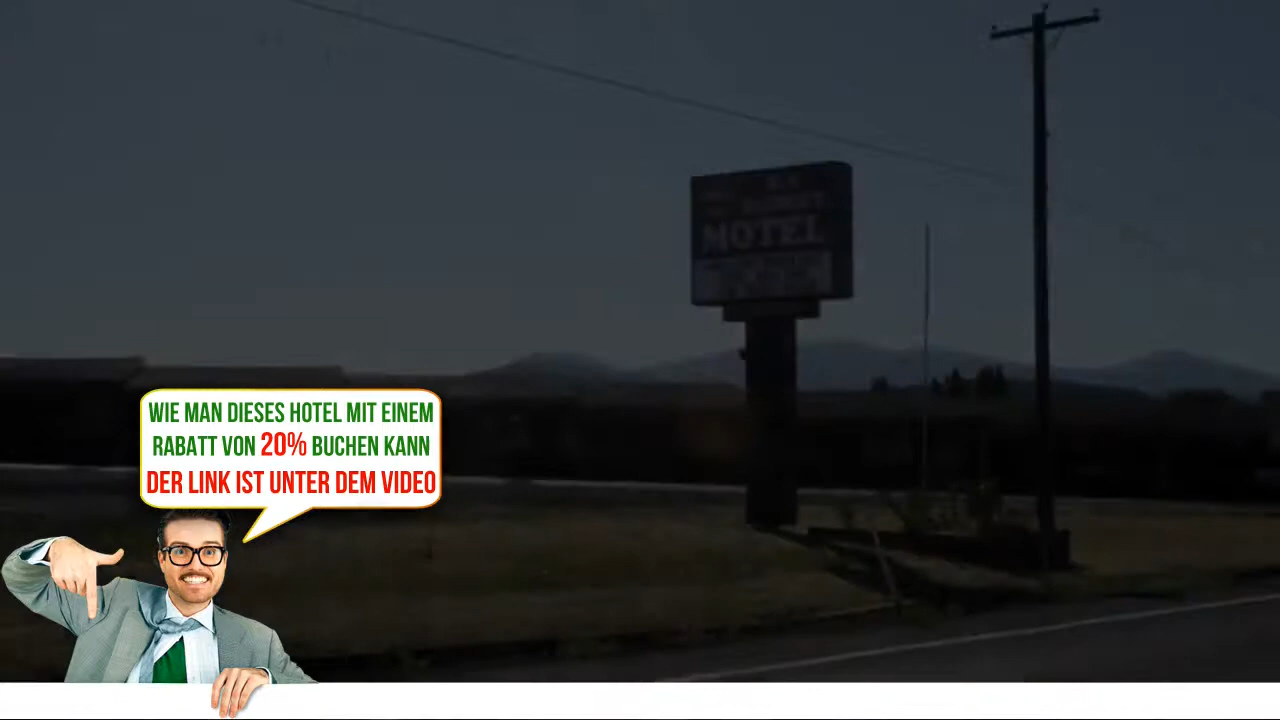 MOTEL
WIE MAN DIESES HOTEL MIT EINEM
RABATT VON 20% BUCHEN KANN
DER LINK IST UNTER DEM VIDEO